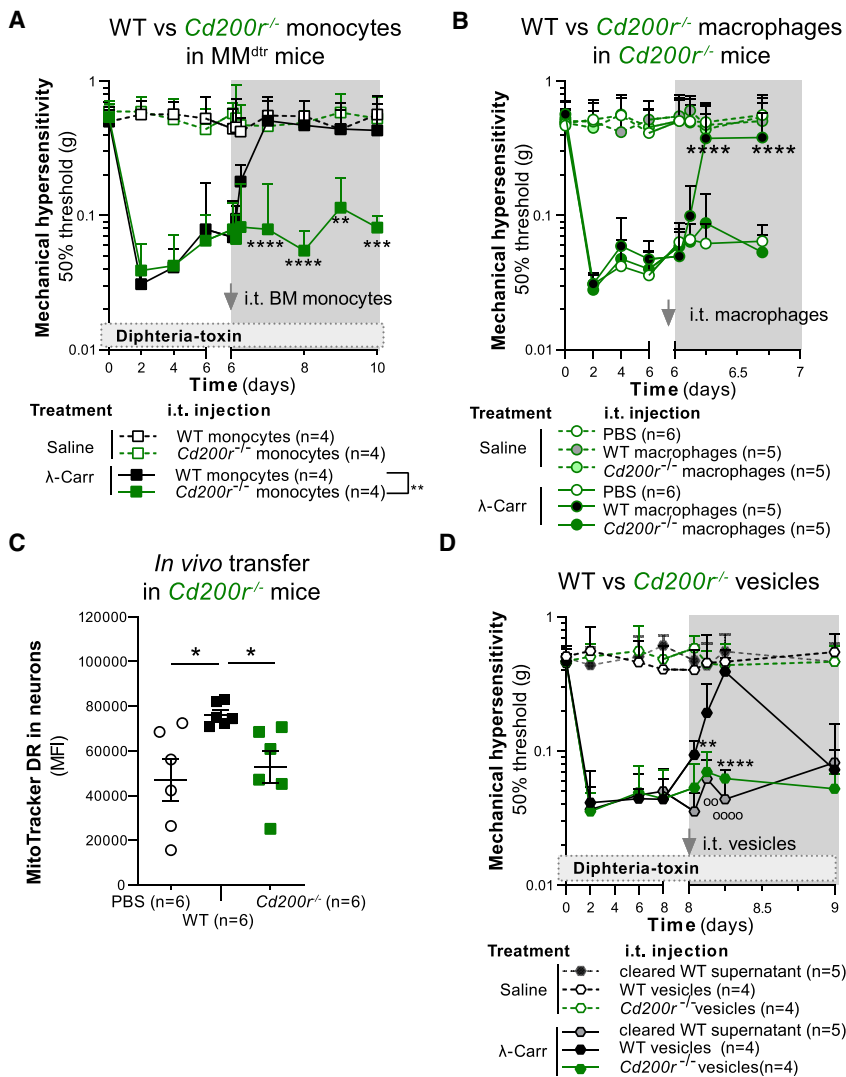 A
WT vs Cd200r-/- monocytes
in MMdtr mice
Mechanical hypersensitivity
50% threshold (g)
1
0.1
0.01
****
****
**
***
i.t. BM monocytes
Diphteria-toxin
0 2 4 6 6 7 8 9 10
Time (days)
Treatment i.t. injection
Saline
WT monocytes (n=4)
Cd200r-/- monocytes (n=4)
λ-Carr
WT monocytes (n=4)
Cd200r-/- monocytes (n=4)
**
B
WT vs Cd200r-/- macrophages
in Cd200r-/- mice
Mechanical hypersensitivity
50% threshold (g)
1
0.1
0.01
**** ****
i.t. macrophages
0 2 4 6 6 6.5 7
Time (days)
Treatment i.t. injection
Saline
PBS (n=6)
WT macrophages (n=5)
Cd200r-/- macrophages (n=5)
λ-Carr
PBS (n=6)
WT macrophages (n=5)
Cd200r-/- macrophages (n=5)
C
In vivo transfer
in Cd200r-/- mice
MitoTracker DR in neurons
(MFI)
120000
100000
80000
60000
40000
20000
0
* *
PBS (n=6) Cd200r-/- (n=6)
WT (n=6)
D
WT vs Cd200r-/- vesicles
Mechanical hypersensitivity
50% threshold (g)
1
0.1
0.01
**
****
oo
oooo
i.t. vesicles
Diphteria-toxin
0 2 4 6 8 8 8.5 9
Time (days)
Treatment i.t. injection
Saline
cleared WT supernatant (n=5)
WT vesicles (n=4)
Cd200r-/- vesicles (n=4)
λ-Carr
cleared WT supernatant (n=5)
WT vesicles (n=4)
Cd200r-/- vesicles(n=4)